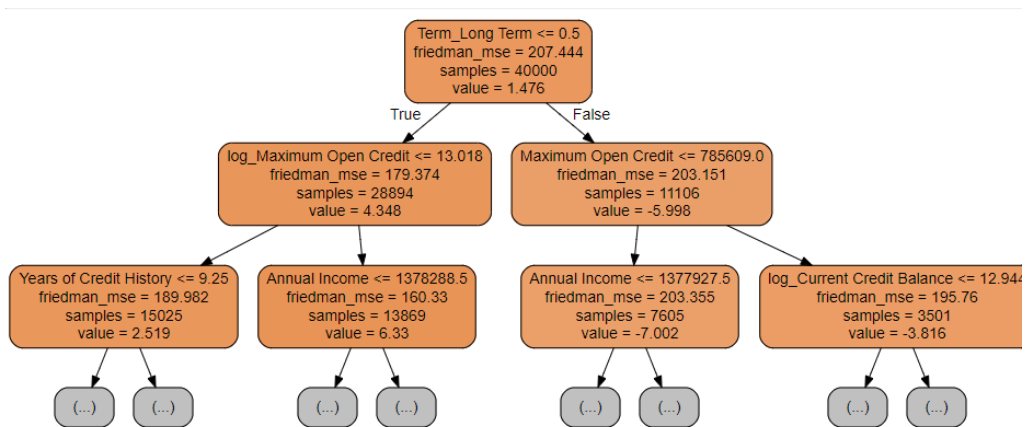 Term_Long Term <= 0.5
friedman_mse = 207.444
samples = 40000
value = 1.476
True
False
log_Maximum Open Credit <= 13.018
friedman_mse = 179.374
samples = 28894
value = 4.348
Maximum Open Credit <= 785609.0
friedman_mse = 203.151
samples = 11106
value = -5.998
Years of Credit History <= 9.25
friedman_mse = 189.982
samples = 15025
value = 2.519
Annual Income <= 1378288.5
friedman_mse = 160.33
samples = 13869
value = 6.33
Annual Income <= 1377927.5
friedman_mse = 203.355
samples = 7605
value = -7.002
log_Current Credit Balance <= 12.944
friedman_mse = 195.76
samples = 3501
value = -3.816
(...)
(...)
(...)
(...)
(...)
(...)
(...)
(...)